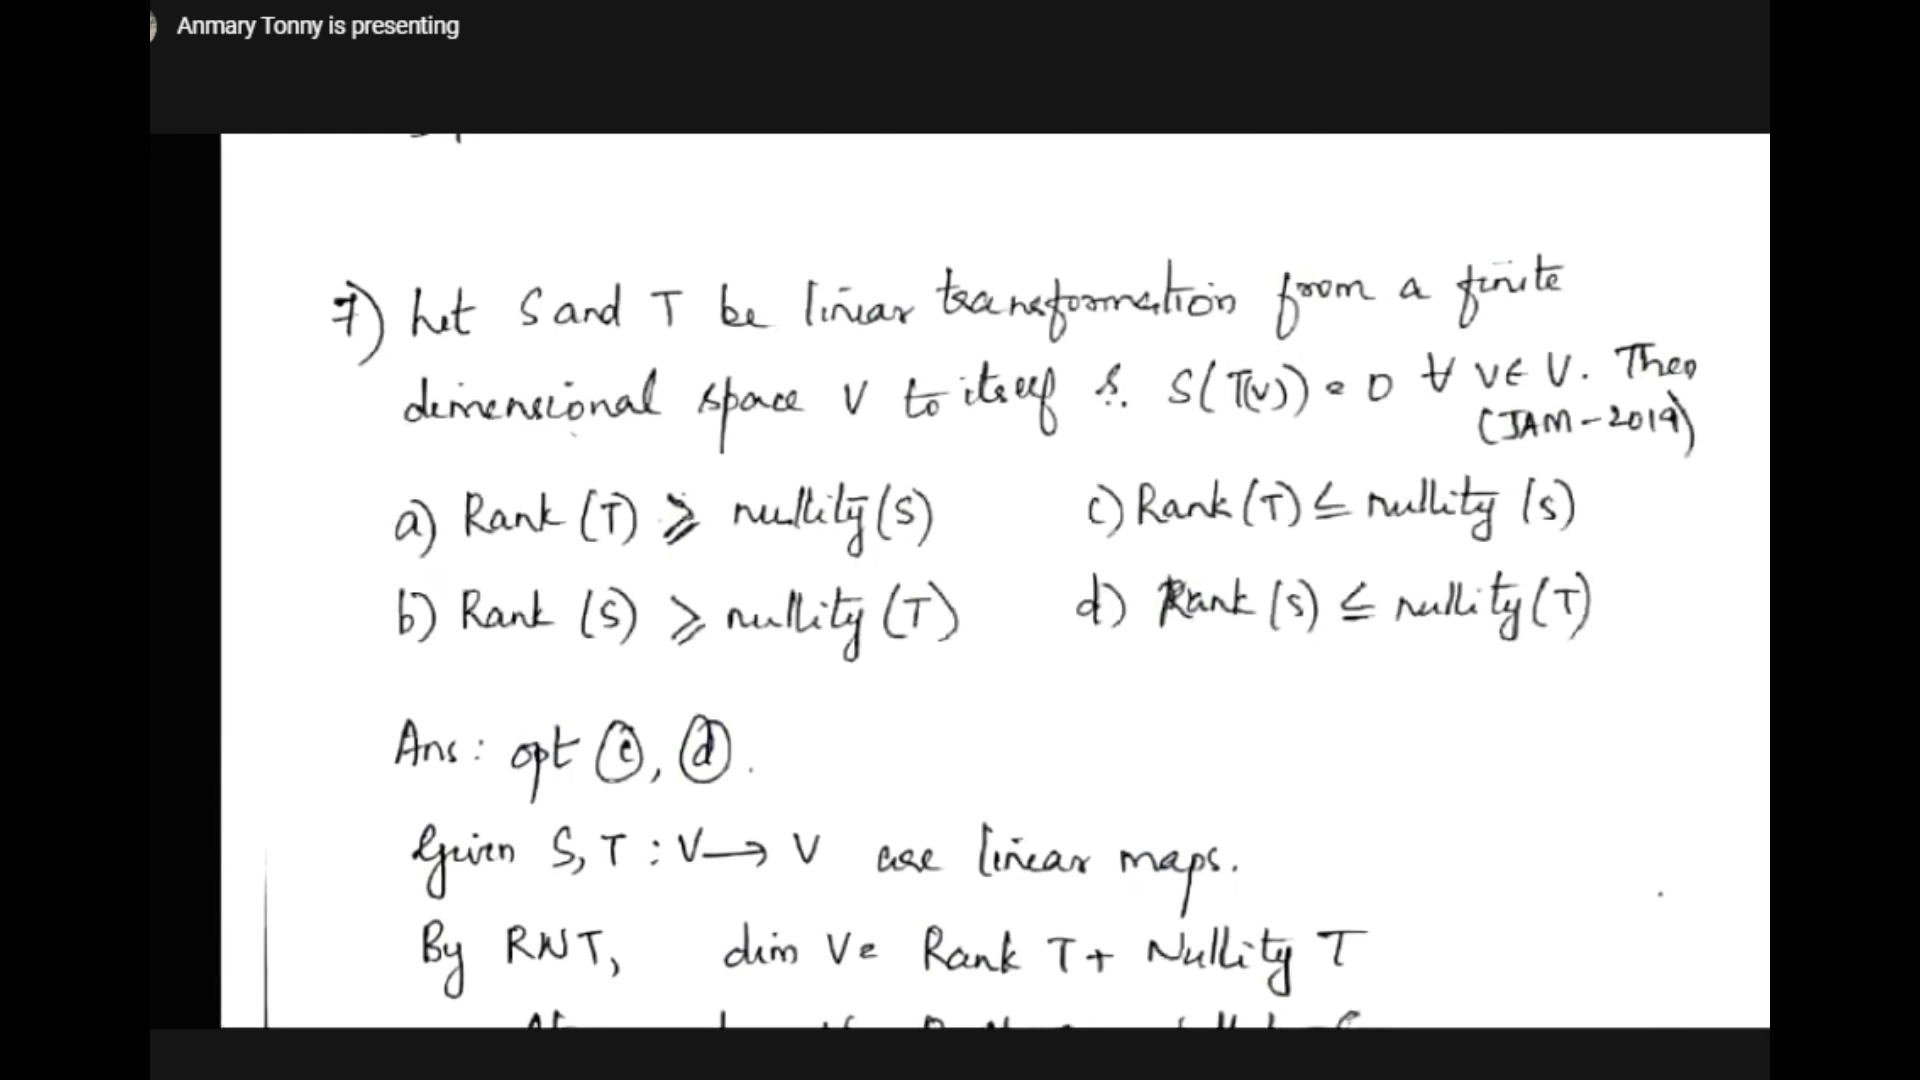 Anmary Tonny is presenting
7) Let S and T be linear transformation from a finite
dimensional space V to itself s. S(T(v)) = 0 ∀ v∈ V. Then
(JAM-2019)
a) Rank (T) ≥ nullity (S)
c) Rank (T) ≤ nullity (S)
b) Rank (S) ≥ nullity (T)
d) Rank (S) ≤ nullity (T)
Ans: opt (c), (d).
Given S, T : V → V are linear maps.
By RNT, dim V = Rank T + Nullity T